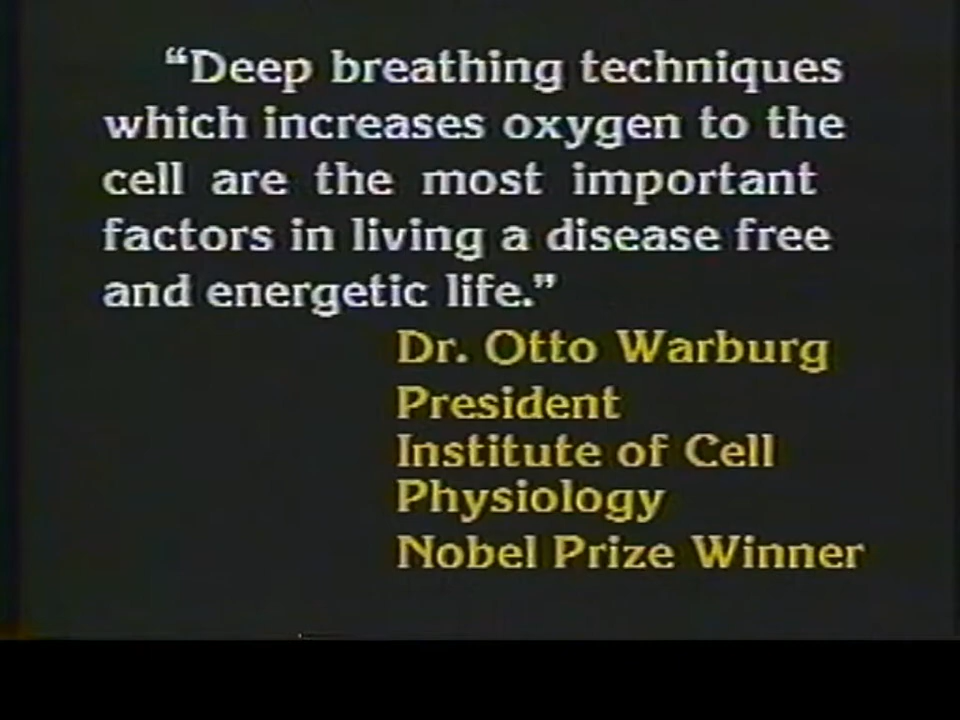 “Deep breathing techniques
which increases oxygen to the
cell are the most important
factors in living a disease free
and energetic life.”
Dr. Otto Warburg
President
Institute of Cell
Physiology
Nobel Prize Winner